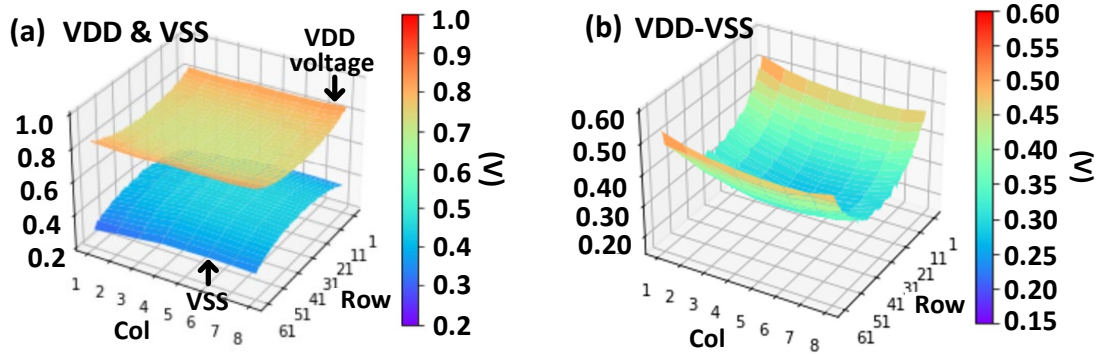 (a) VDD & VSS
VDD
voltage
1.0
0.8
0.6
0.4
0.2
1 2 3 4 5 6 7 8
Col
61 51 41 31 21 11 1
Row
VSS
1.0
0.9
0.8
0.7
0.6
0.5
0.4
0.3
0.2
(V)
(b) VDD-VSS
0.60
0.50
0.40
0.30
0.20
1 2 3 4 5 6 7 8
Col
61 51 41 31 21 11 1
Row
0.60
0.55
0.50
0.45
0.40
0.35
0.30
0.25
0.20
0.15
(V)